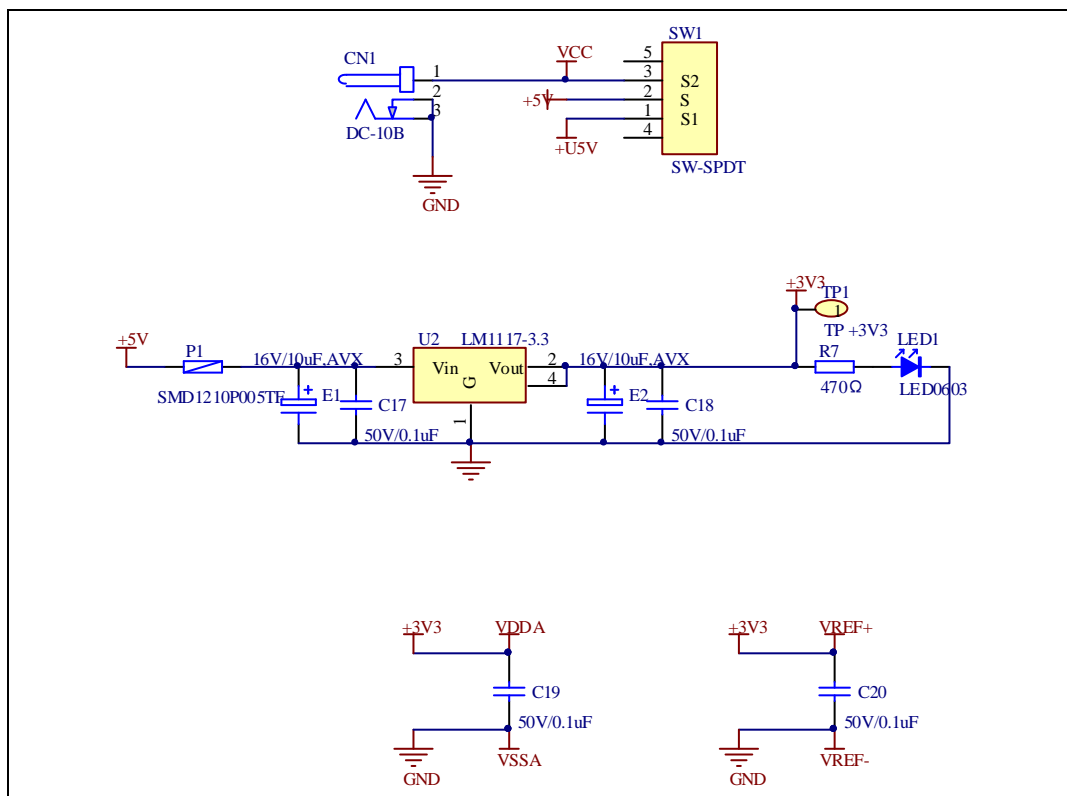 SW1
CN1
VCC
5
1
3
S2
2
+5V
2
S
3
1
S1
DC-10B
4
+U5V
SW-SPDT
GND
+3V3
TP1
1
+5V
P1
U2
LM1117-3.3
TP +3V3
R7
LED1
16V/10uF,AVX
3
Vin
Vout
2
16V/10uF,AVX
G
4
470Ω
LED0603
SMD1210P005TF
E1
C17
E2
C18
1
50V/0.1uF
50V/0.1uF
+3V3
VDDA
+3V3
VREF+
C19
C20
50V/0.1uF
50V/0.1uF
GND
VSSA
GND
VREF-